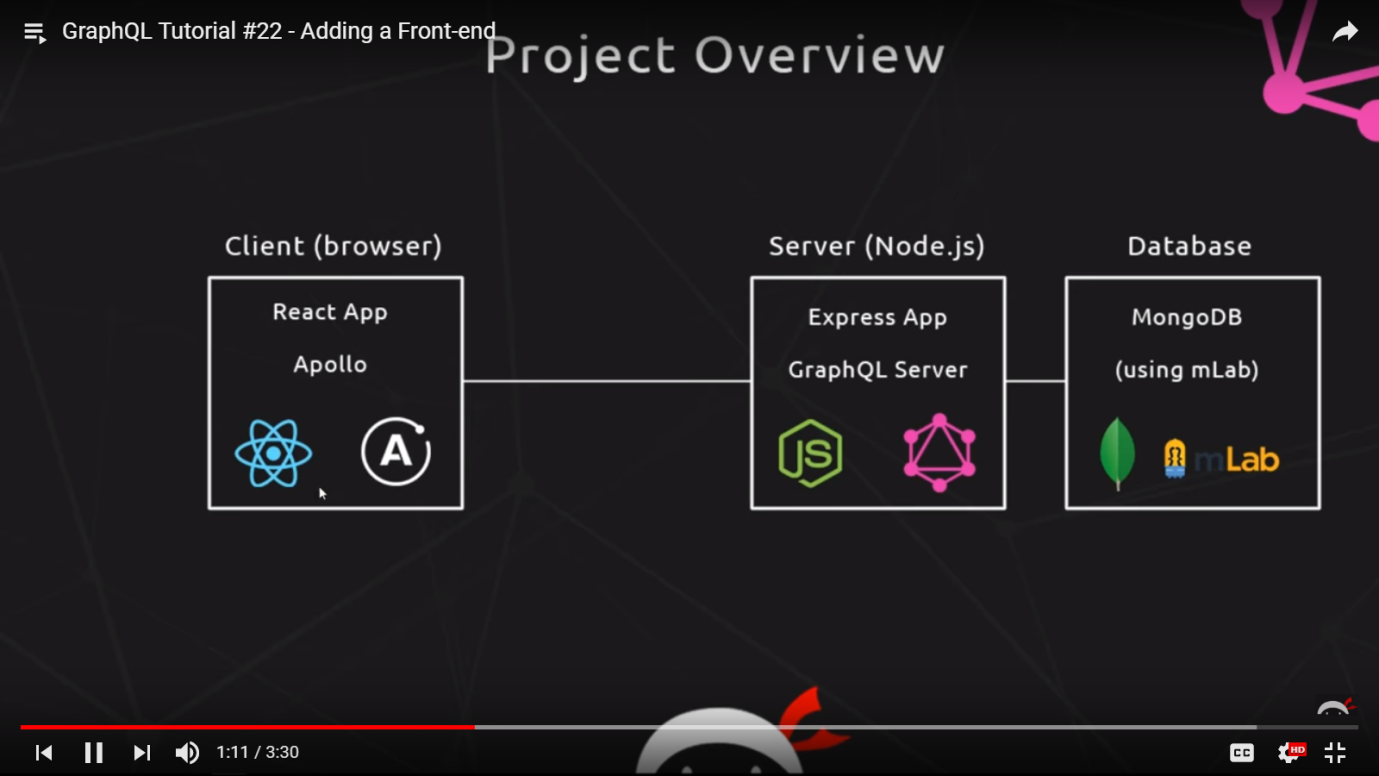 GraphQL Tutorial #22 - Adding a Front-end
Project Overview
Client (browser)
React App
Apollo
A
Server (Node.js)
Express App
GraphQL Server
JS
Database
MongoDB
(using mLab)
mLab
1:11 / 3:30
CC
HD